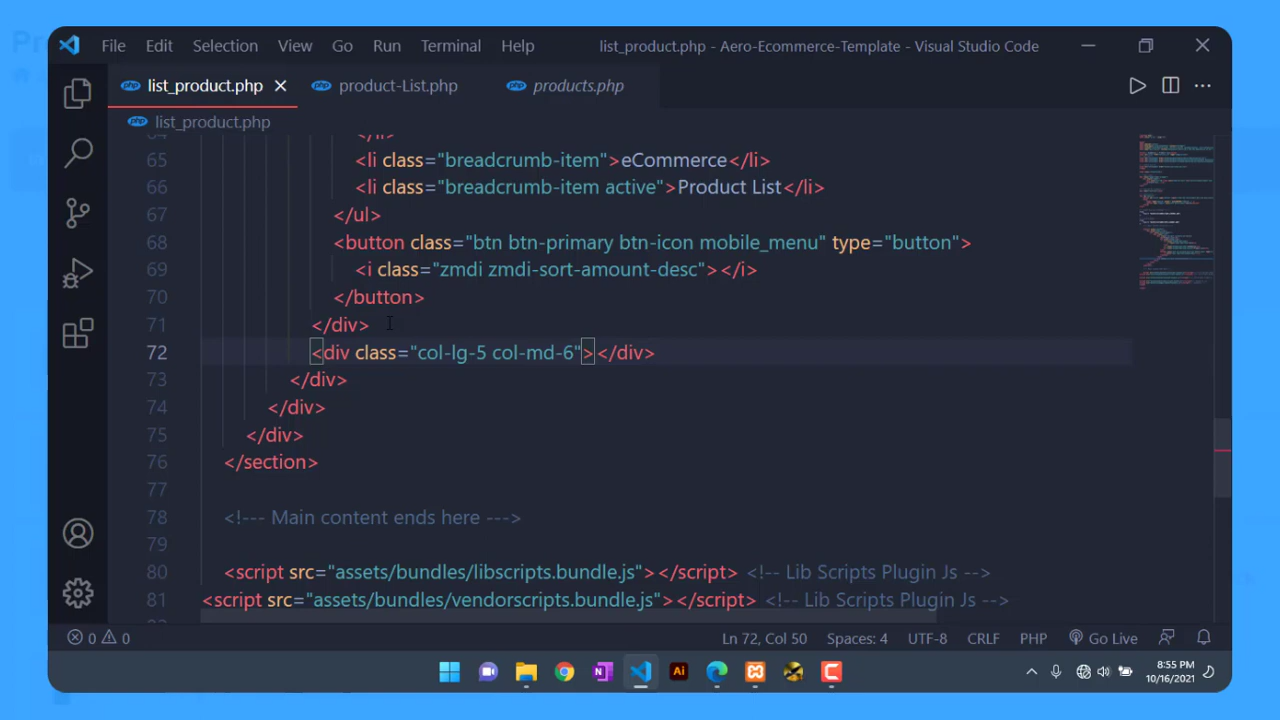 File Edit Selection View Go Run Terminal Help list_product.php - Aero-Ecommerce-Template - Visual Studio Code
list_product.php product-List.php products.php
list_product.php
65 <li class="breadcrumb-item">eCommerce</li>
66 <li class="breadcrumb-item active">Product List</li>
67 </ul>
68 <button class="btn btn-primary btn-icon mobile_menu" type="button">
69 <i class="zmdi zmdi-sort-amount-desc"></i>
70 </button>
71 </div>
72 <div class="col-lg-5 col-md-6"></div>
73 </div>
74 </div>
75 </div>
76 </section>
77
78 <!--- Main content ends here --->
79
80 <script src="assets/bundles/libscripts.bundle.js"></script> <!-- Lib Scripts Plugin Js -->
81 <script src="assets/bundles/vendorscripts.bundle.js"></script> <!-- Lib Scripts Plugin Js -->
0 0 Ln 72, Col 50 Spaces: 4 UTF-8 CRLF PHP Go Live
8:55 PM
10/16/2021